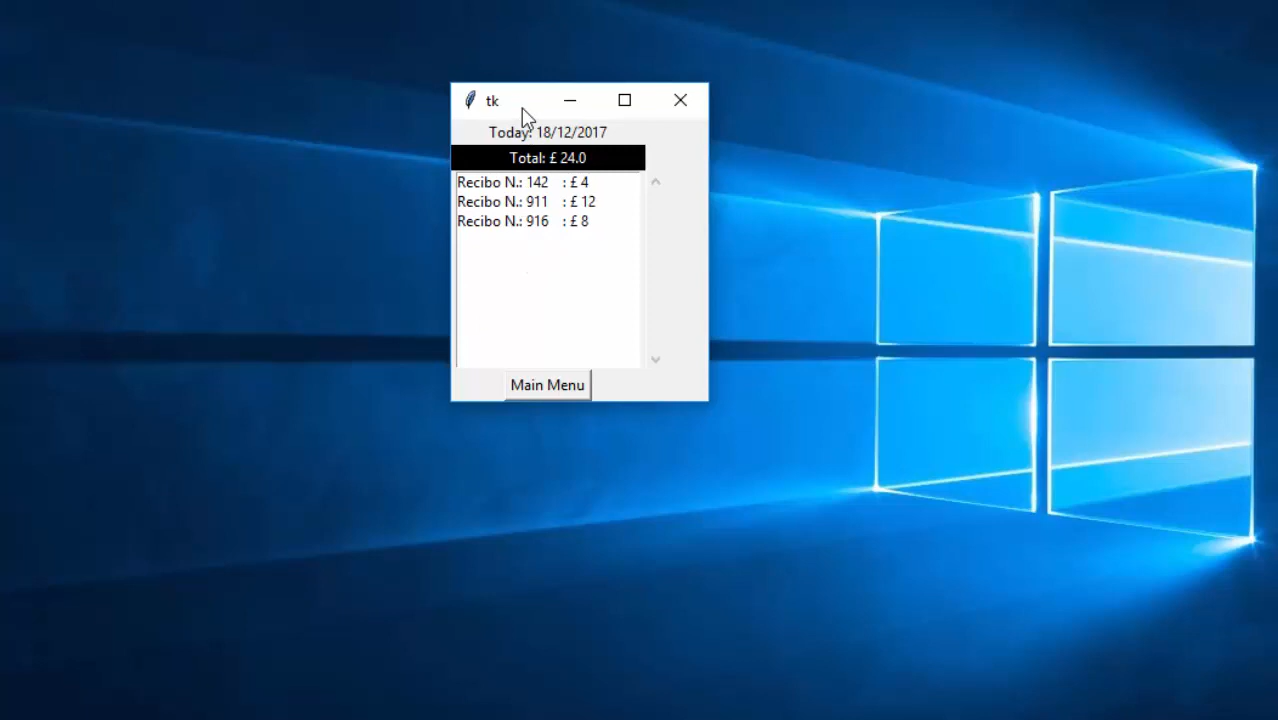 tk
Today: 18/12/2017
Total: £ 24.0
Recibo N.: 142 : £ 4
Recibo N.: 911 : £ 12
Recibo N.: 916 : £ 8
Main Menu